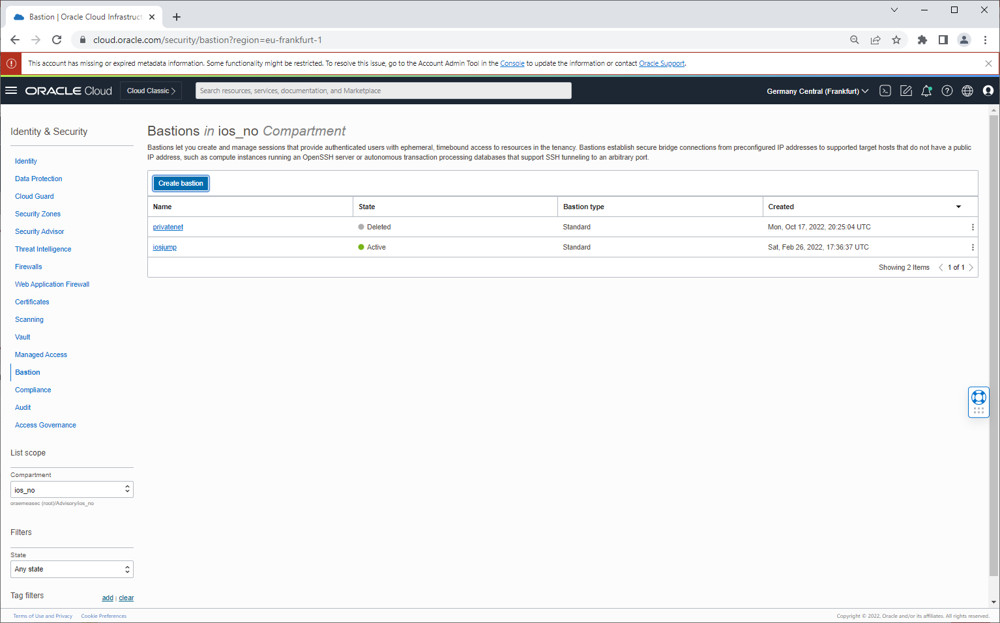 Bastion | Oracle Cloud Infrastruct
cloud.oracle.com/security/bastion?region=eu-frankfurt-1
This account has missing or expired metadata information. Some functionality might be restricted. To resolve this issue, go to the Account Admin Tool in the Console to update the information or contact Oracle Support.
ORACLE Cloud
Cloud Classic
Search resources, services, documentation, and Marketplace
Germany Central (Frankfurt)
Identity & Security
Identity
Data Protection
Cloud Guard
Security Zones
Security Advisor
Threat Intelligence
Firewalls
Web Application Firewall
Certificates
Scanning
Vault
Managed Access
Bastion
Compliance
Audit
Access Governance
List scope
Compartment
ios_no
oraemeasec (root)/Advisory/ios_no
Filters
State
Any state
Tag filters add | clear
Bastions in ios_no Compartment
Bastions let you create and manage sessions that provide authenticated users with ephemeral, timebound access to resources in the tenancy. Bastions establish secure bridge connections from preconfigured IP addresses to supported target hosts that do not have a public
IP address, such as compute instances running an OpenSSH server or autonomous transaction processing databases that support SSH tunneling to an arbitrary port.
Create bastion
Name State Bastion type Created
privatenet Deleted Standard Mon, Oct 17, 2022, 20:25:04 UTC
iosjump Active Standard Sat, Feb 26, 2022, 17:36:37 UTC
Showing 2 Items 1 of 1
Terms of Use and Privacy Cookie Preferences
Copyright © 2022, Oracle and/or its affiliates. All rights reserved.